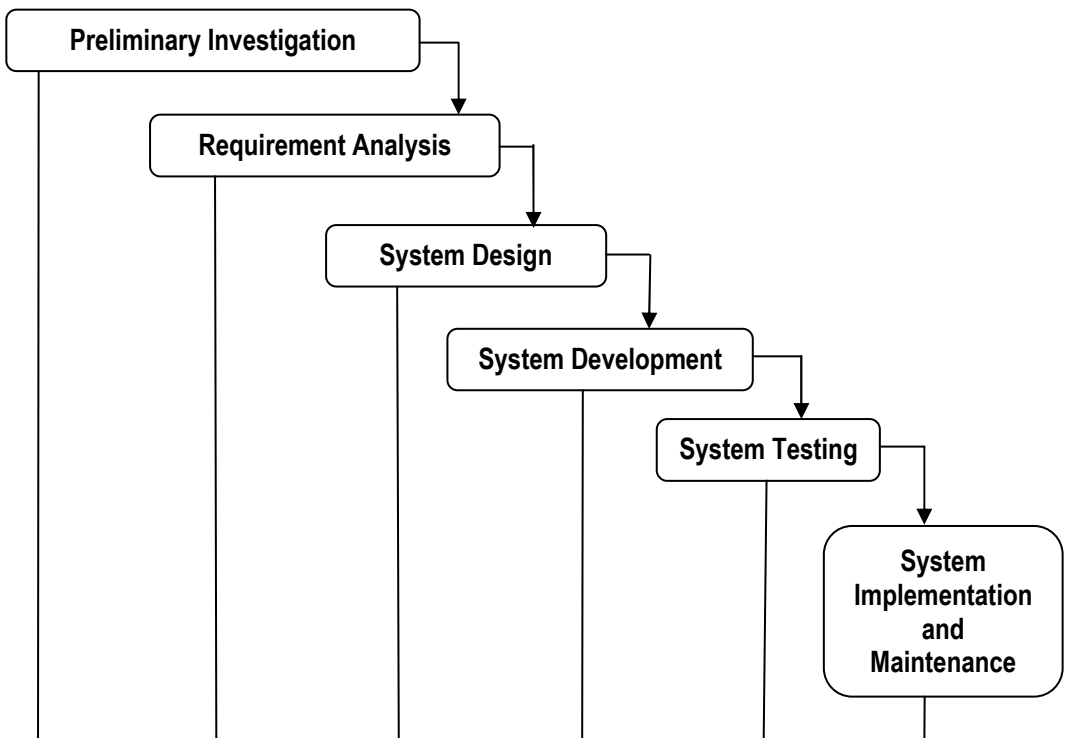 Preliminary Investigation
Requirement Analysis
System Design
System Development
System Testing
System
Implementation
and
Maintenance